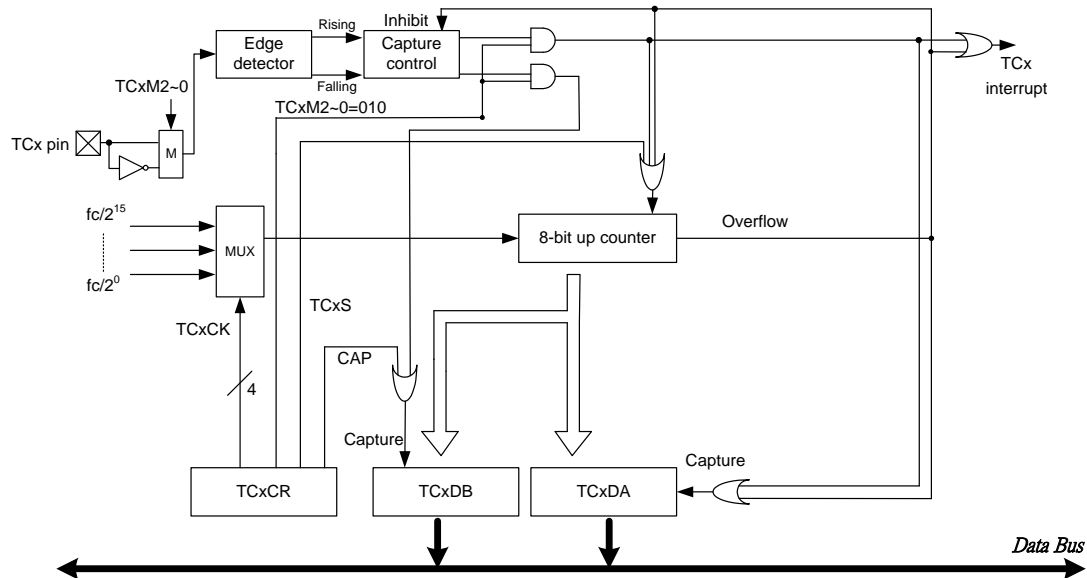 Inhibit
Rising
Edge
detector
Capture
control
Falling
TCx
interrupt
TCxM2~0
TCxM2~0=010
TCx pin
M
fc/2^15
fc/2^0
MUX
8-bit up counter
Overflow
TCxS
TCxCK
CAP
4
Capture
Capture
TCxCR
TCxDB
TCxDA
Data Bus